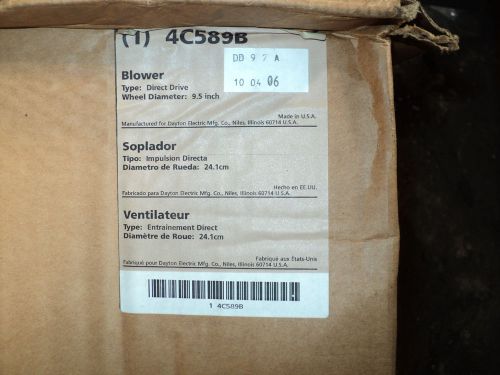 (1) 4C589B
DD 9 2 A
10 04 06
Blower
Type: Direct Drive
Wheel Diameter: 9.5 inch
Made in U.S.A.
Manufactured for Dayton Electric Mfg. Co., Niles, Illinois 60714 U.S.A.
Soplador
Tipo: Impulsion Directa
Diametro de Rueda: 24.1cm
Hecho en EE.UU.
Fabricado para Dayton Electric Mfg. Co., Niles, Illinois 60714 U.S.A.
Ventilateur
Type: Entraînement Direct
Diamètre de Roue: 24.1cm
Fabriqué aux États-Unis
Fabriqué pour Dayton Electric Mfg. Co., Niles, Illinois 60714 U.S.A.
1 4C589B